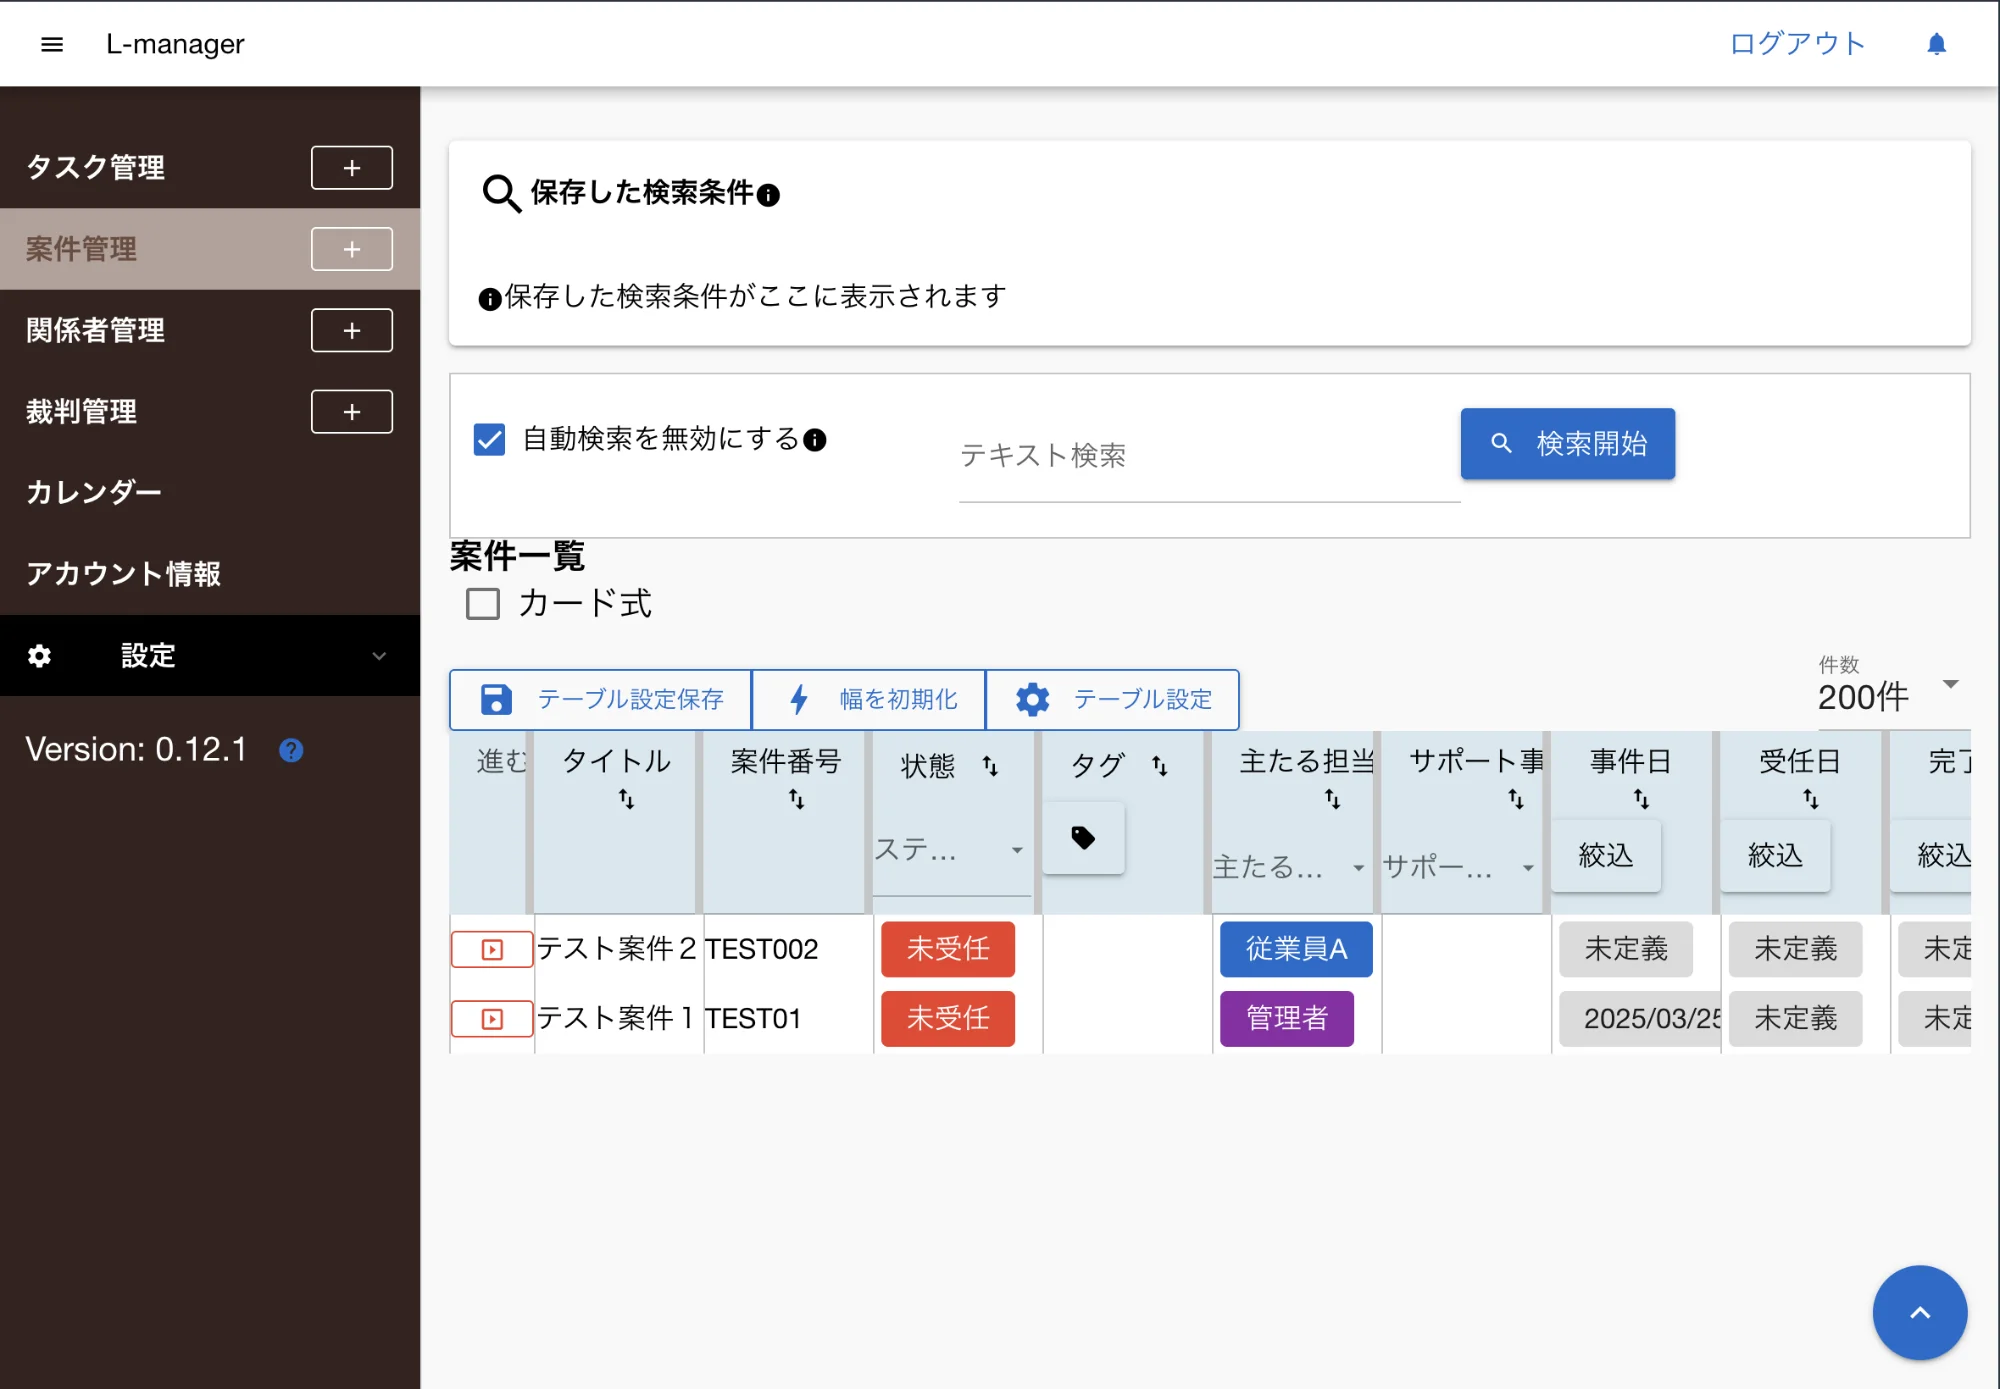 L-manager
ログアウト
タスク管理
案件管理
関係者管理
裁判管理
カレンダー
アカウント情報
設定
Version: 0.12.1
保存した検索条件
保存した検索条件がここに表示されます
自動検索を無効にする
テキスト検索
検索開始
案件一覧
カード式
テーブル設定保存
幅を初期化
テーブル設定
件数
200件
進む タイトル 案件番号 状態 タグ 主たる担当 サポート事 事件日 受任日 完了
ステ... 主たる... サポー... 絞込 絞込 絞込
テスト案件２ TEST002 未受任 従業員A 未定義 未定義 未定
テスト案件１ TEST01 未受任 管理者 2025/03/25 未定義 未定